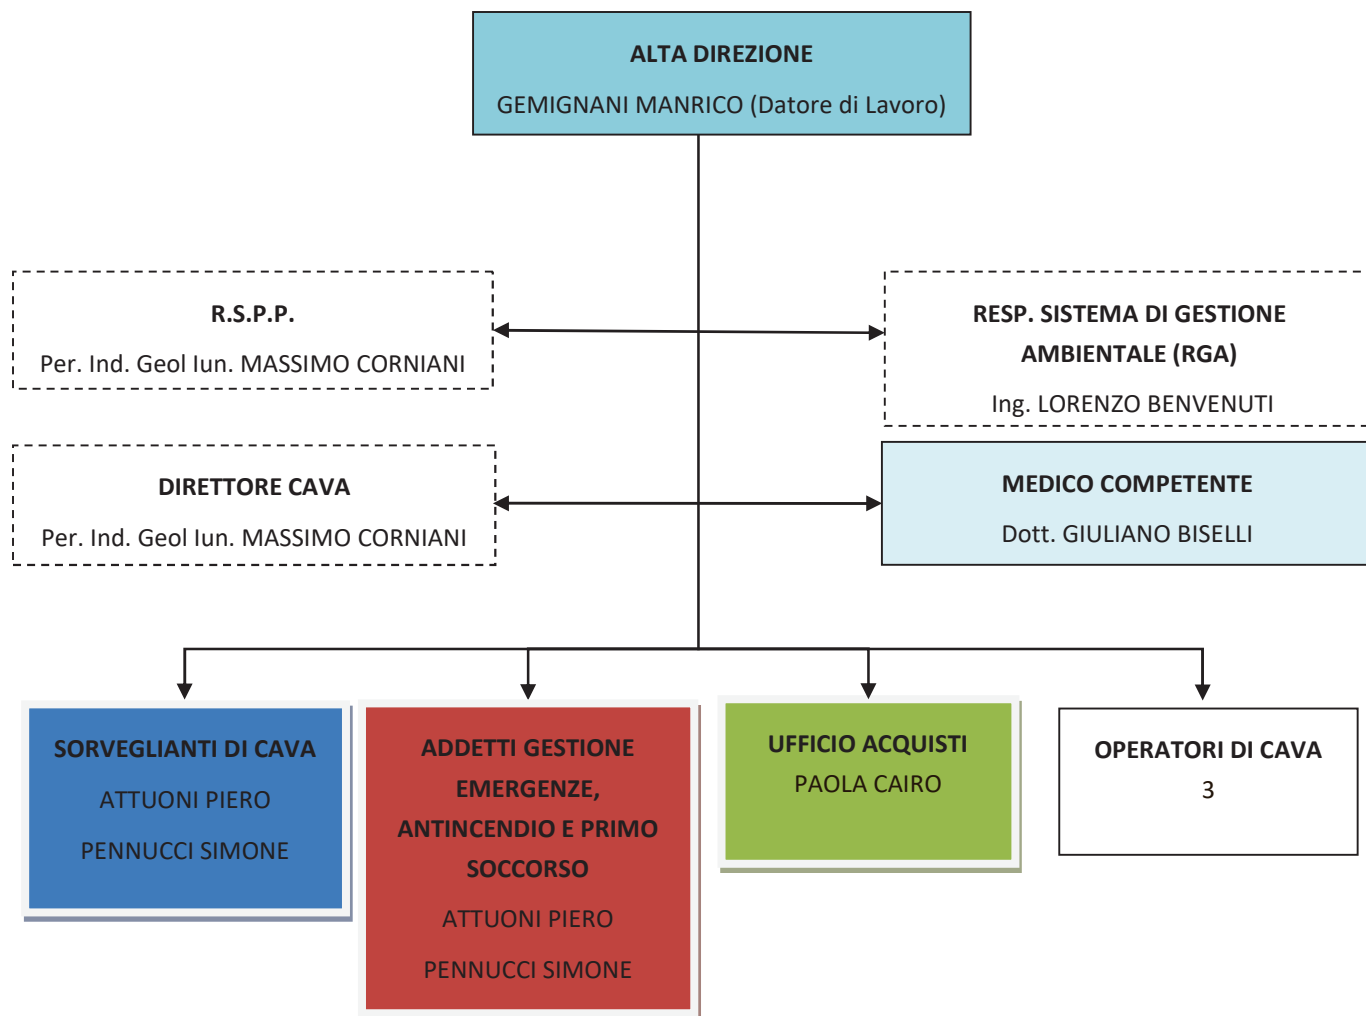 ALTA DIREZIONE
GEMIGNANI MANRICO (Datore di Lavoro)
R.S.P.P.
Per. Ind. Geol Iun. MASSIMO CORNIANI
RESP. SISTEMA DI GESTIONE
AMBIENTALE (RGA)
Ing. LORENZO BENVENUTI
DIRETTORE CAVA
Per. Ind. Geol Iun. MASSIMO CORNIANI
MEDICO COMPETENTE
Dott. GIULIANO BISELLI
SORVEGLIANTI DI CAVA
ATTUONI PIERO
PENNUCCI SIMONE
ADDETTI GESTIONE
EMERGENZE,
ANTINCENDIO E PRIMO
SOCCORSO
ATTUONI PIERO
PENNUCCI SIMONE
UFFICIO ACQUISTI
PAOLA CAIRO
OPERATORI DI CAVA
3